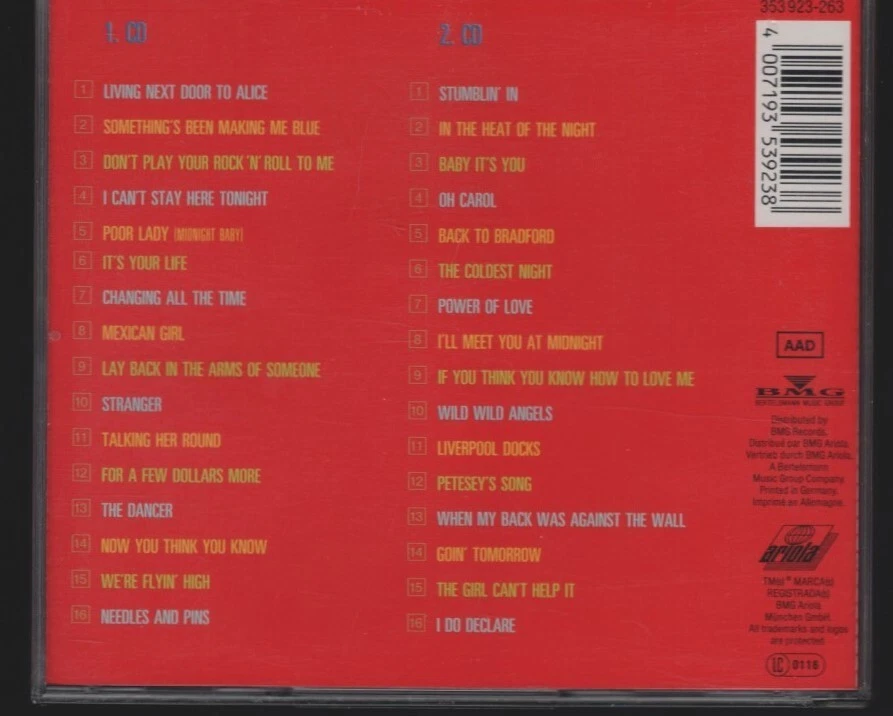 1. CD
1 LIVING NEXT DOOR TO ALICE
2 SOMETHING'S BEEN MAKING ME BLUE
3 DON'T PLAY YOUR ROCK 'N' ROLL TO ME
4 I CAN'T STAY HERE TONIGHT
5 POOR LADY (MIDNIGHT BABY)
6 IT'S YOUR LIFE
7 CHANGING ALL THE TIME
8 MEXICAN GIRL
9 LAY BACK IN THE ARMS OF SOMEONE
10 STRANGER
11 TALKING HER ROUND
12 FOR A FEW DOLLARS MORE
13 THE DANCER
14 NOW YOU THINK YOU KNOW
15 WE'RE FLYIN' HIGH
16 NEEDLES AND PINS
2. CD
1 STUMBLIN' IN
2 IN THE HEAT OF THE NIGHT
3 BABY IT'S YOU
4 OH CAROL
5 BACK TO BRADFORD
6 THE COLDEST NIGHT
7 POWER OF LOVE
8 I'LL MEET YOU AT MIDNIGHT
9 IF YOU THINK YOU KNOW HOW TO LOVE ME
10 WILD WILD ANGELS
11 LIVERPOOL DOCKS
12 PETESEY'S SONG
13 WHEN MY BACK WAS AGAINST THE WALL
14 GOIN' TOMORROW
15 THE GIRL CAN'T HELP IT
16 I DO DECLARE
353 923-263
4 007193 539238
AAD
BMG
BERTELSMANN MUSIC GROUP
Distributed by
BMG Records.
Distribué par BMG Ariola.
Vertrieb durch BMG Ariola.
A Bertelsmann
Music Group Company.
Printed in Germany.
Imprimé en Allemagne.
ariola
TM(s) ® MARCA(s)
REGISTRADA(s)
BMG Ariola
München GmbH.
All trademarks and logos
are protected.
LC 0116